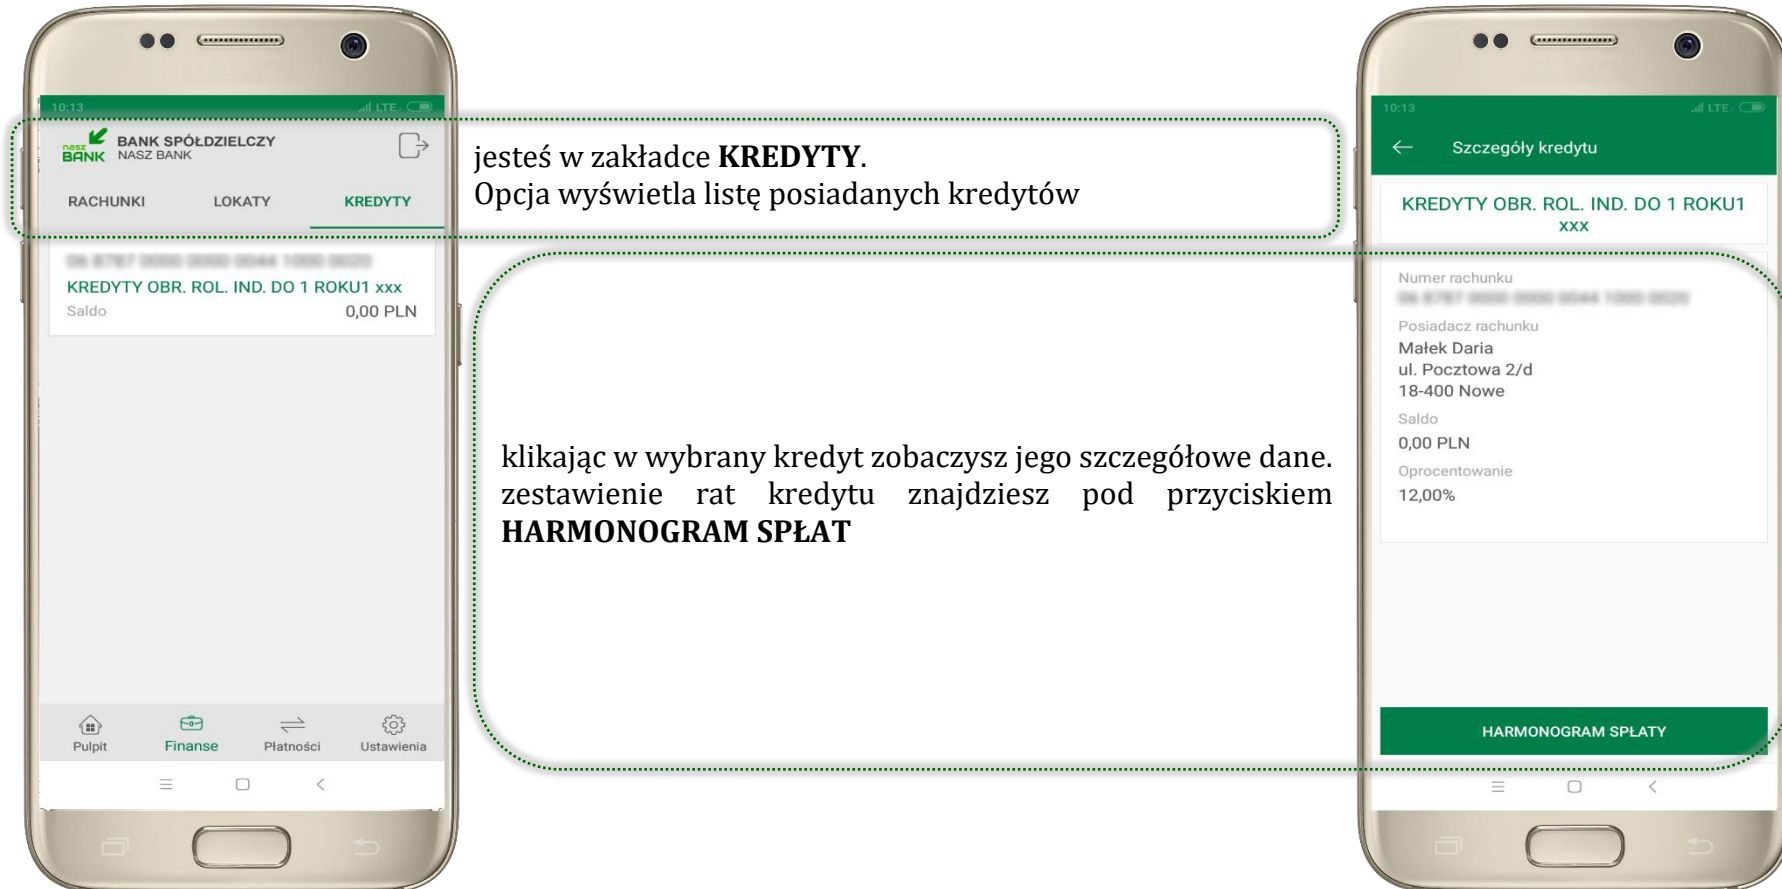 10:13
LTE
nasz
BANK
BANK SPÓŁDZIELCZY
NASZ BANK
RACHUNKI LOKATY KREDYTY
KREDYTY OBR. ROL. IND. DO 1 ROKU1 xxx
Saldo 0,00 PLN
Pulpit Finanse Płatności Ustawienia
jesteś w zakładce KREDYTY.
Opcja wyświetla listę posiadanych kredytów
klikając w wybrany kredyt zobaczysz jego szczegółowe dane.
zestawienie rat kredytu znajdziesz pod przyciskiem
HARMONOGRAM SPŁAT
10:13
LTE
Szczegóły kredytu
KREDYTY OBR. ROL. IND. DO 1 ROKU1
xxx
Numer rachunku
Posiadacz rachunku
Małek Daria
ul. Pocztowa 2/d
18-400 Nowe
Saldo
0,00 PLN
Oprocentowanie
12,00%
HARMONOGRAM SPŁATY